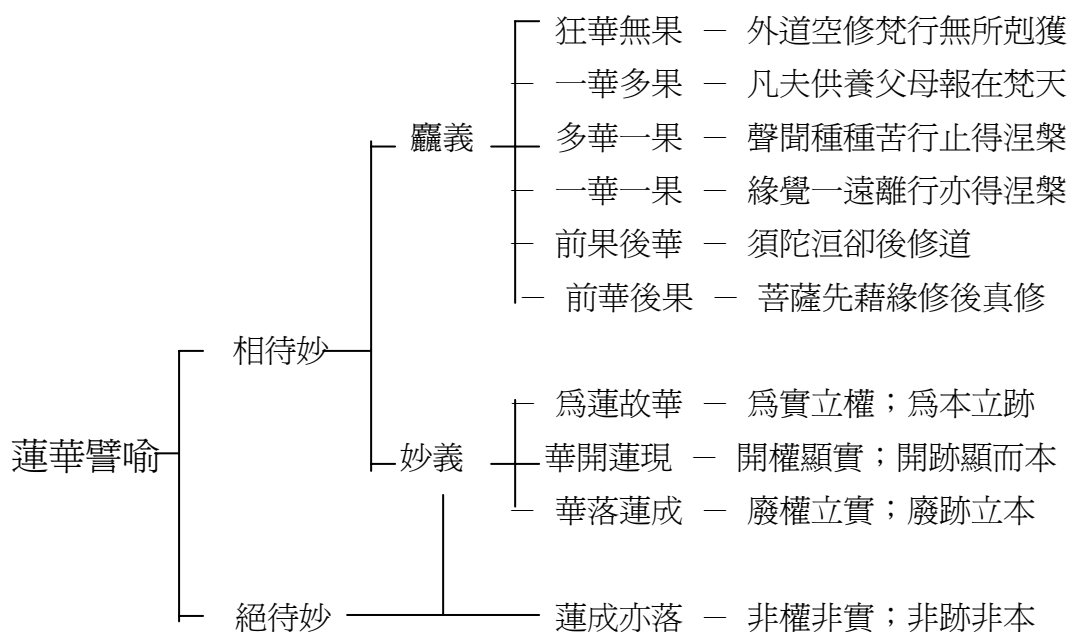 狂華無果 － 外道空修梵行無所剋獲
一華多果 － 凡夫供養父母報在梵天
麤義
多華一果 － 聲聞種種苦行止得涅槃
一華一果 － 緣覺一遠離行亦得涅槃
前果後華 － 須陀洹卻後修道
前華後果 － 菩薩先藉緣修後真修
相待妙
為蓮故華 － 為實立權；為本立跡
蓮華譬喻
妙義
華開蓮現 － 開權顯實；開跡顯而本
華落蓮成 － 廢權立實；廢跡立本
絕待妙
蓮成亦落 － 非權非實；非跡非本